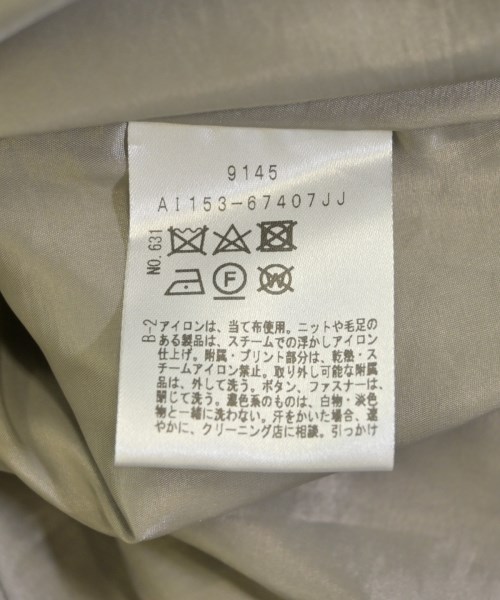 9145
AI153-67407JJ
NO.631
F
W
B-2
アイロンは、当て布使用。ニットや毛足の
ある製品は、スチームでの浮かしアイロン
仕上げ。附属・プリント部分は、乾熱・ス
チームアイロン禁止。取り外し可能な附属
品は、外して洗う。ボタン、ファスナーは、
閉じて洗う。濃色系のものは、白物・淡色
物と一緒に洗わない。汗をかいた場合、速
やかに、クリーニング店に相談。引っかけ